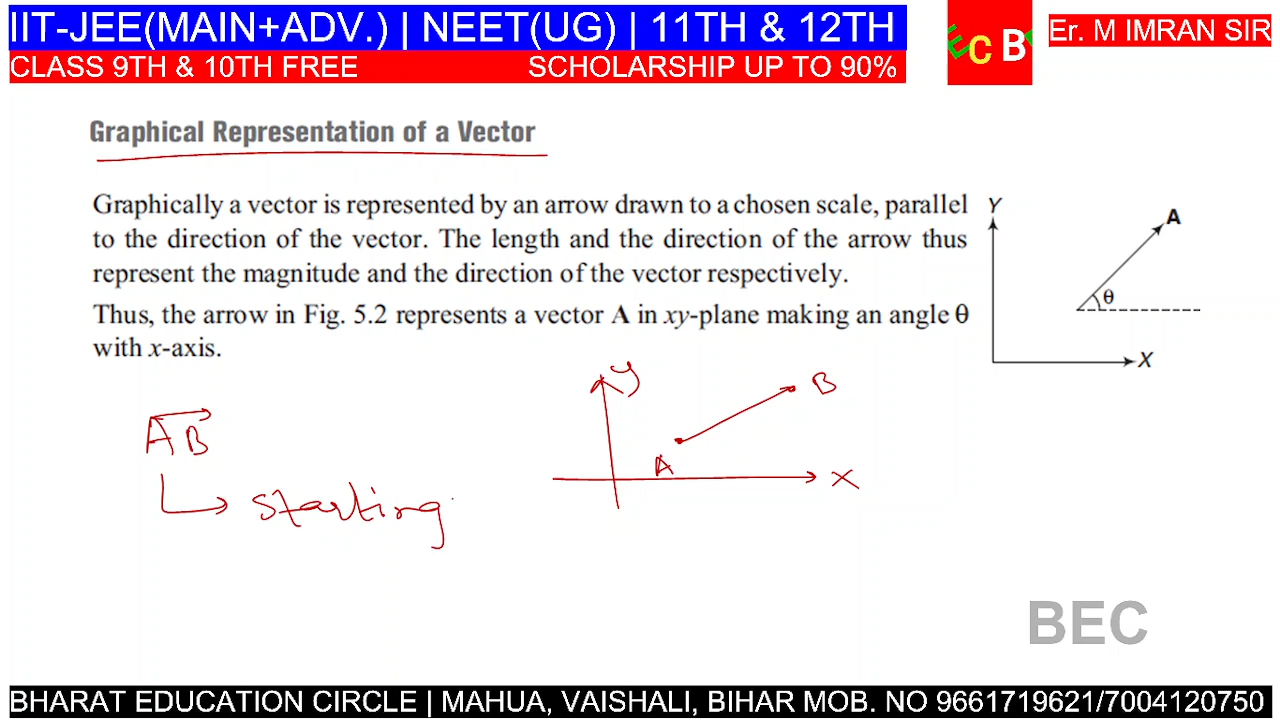 IIT-JEE(MAIN+ADV.) | NEET(UG) | 11TH & 12TH
CLASS 9TH & 10TH FREE SCHOLARSHIP UP TO 90%
ECB
Er. M IMRAN SIR
Graphical Representation of a Vector
Graphically a vector is represented by an arrow drawn to a chosen scale, parallel
to the direction of the vector. The length and the direction of the arrow thus
represent the magnitude and the direction of the vector respectively.
Thus, the arrow in Fig. 5.2 represents a vector A in xy-plane making an angle θ
with x-axis.
Y
A
θ
X
AB
starting
y
B
A
X
BEC
BHARAT EDUCATION CIRCLE | MAHUA, VAISHALI, BIHAR MOB. NO 9661719621/7004120750